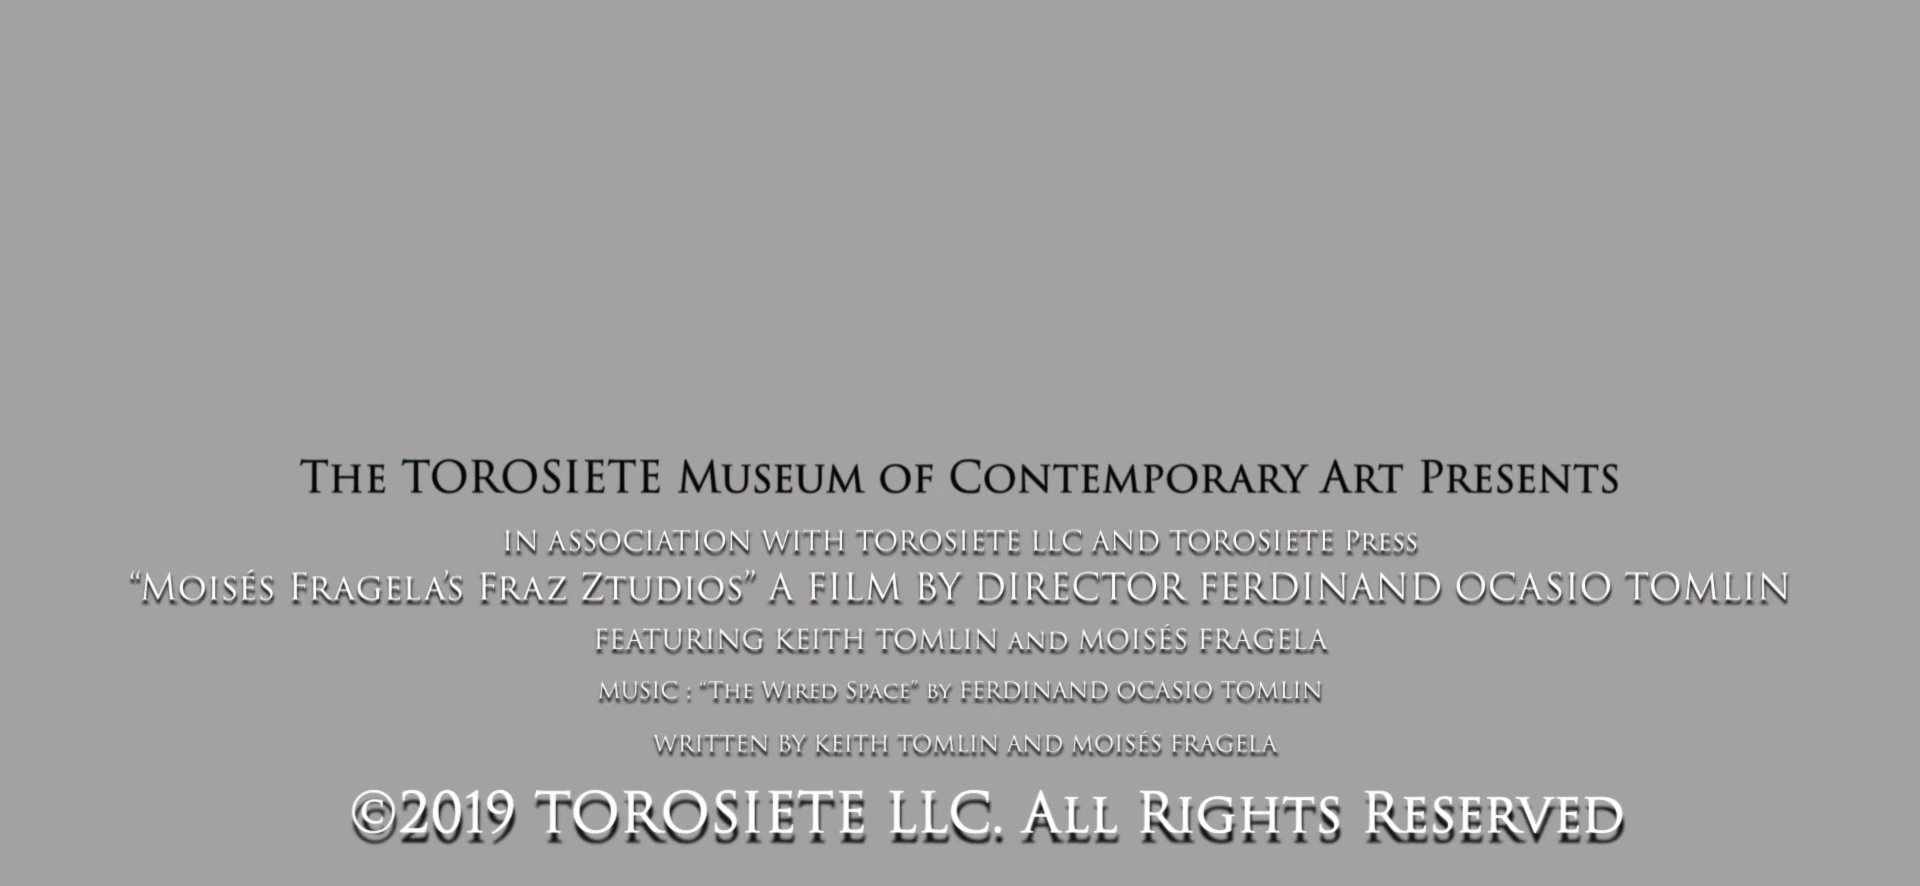 The TOROSIETE Museum of Contemporary Art Presents
IN ASSOCIATION WITH TOROSIETE LLC AND TOROSIETE Press
“Moisés Fragela’s Fraz Ztudios” A FILM BY DIRECTOR FERDINAND OCASIO TOMLIN
FEATURING KEITH TOMLIN and MOISÉS FRAGELA
MUSIC : “The Wired Space” by FERDINAND OCASIO TOMLIN
WRITTEN BY KEITH TOMLIN AND MOISÉS FRAGELA
©2019 TOROSIETE LLC. All Rights Reserved